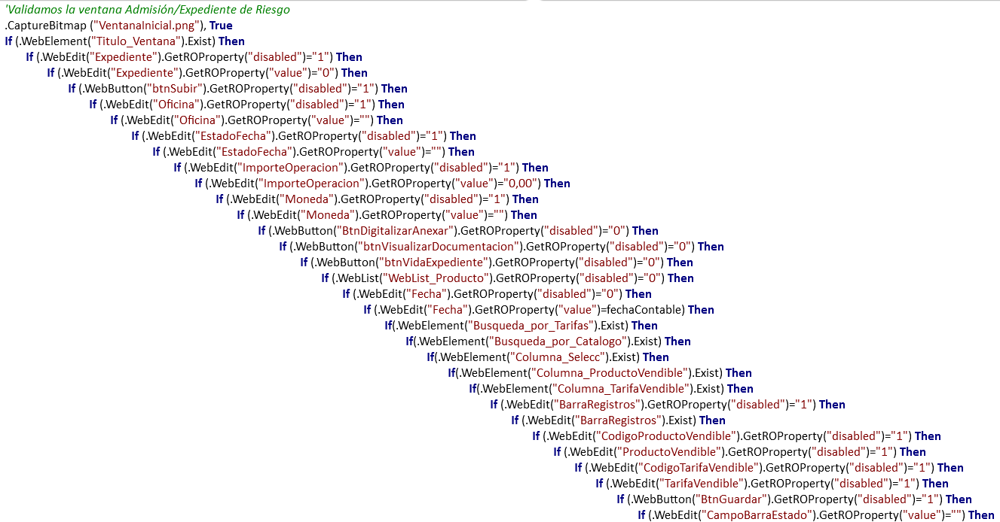 'Validamos la ventana Admisión/Expediente de Riesgo
.CaptureBitmap ("VentanaInicial.png"), True
If (.WebElement("Titulo_Ventana").Exist) Then
If (.WebEdit("Expediente").GetROProperty("disabled")="1") Then
If (.WebEdit("Expediente").GetROProperty("value")="0") Then
If (.WebButton("btnSubir").GetROProperty("disabled")="1") Then
If (.WebEdit("Oficina").GetROProperty("disabled")="1") Then
If (.WebEdit("Oficina").GetROProperty("value")="") Then
If (.WebEdit("EstadoFecha").GetROProperty("disabled")="1") Then
If (.WebEdit("EstadoFecha").GetROProperty("value")="") Then
If (.WebEdit("ImporteOperacion").GetROProperty("disabled")="1") Then
If (.WebEdit("ImporteOperacion").GetROProperty("value")="0,00") Then
If (.WebEdit("Moneda").GetROProperty("disabled")="1") Then
If (.WebEdit("Moneda").GetROProperty("value")="") Then
If (.WebButton("BtnDigitalizarAnexar").GetROProperty("disabled")="0") Then
If (.WebButton("btnVisualizarDocumentacion").GetROProperty("disabled")="0") Then
If (.WebButton("btnVidaExpediente").GetROProperty("disabled")="0") Then
If (.WebList("WebList_Producto").GetROProperty("disabled")="0") Then
If (.WebEdit("Fecha").GetROProperty("disabled")="0") Then
If (.WebEdit("Fecha").GetROProperty("value")=fechaContable) Then
If(.WebElement("Busqueda_por_Tarifas").Exist) Then
If(.WebElement("Busqueda_por_Catalogo").Exist) Then
If(.WebElement("Columna_Selecc").Exist) Then
If(.WebElement("Columna_ProductoVendible").Exist) Then
If(.WebElement("Columna_TarifaVendible").Exist) Then
If (.WebEdit("BarraRegistros").GetROProperty("disabled")="1") Then
If (.WebEdit("BarraRegistros").Exist) Then
If (.WebEdit("CodigoProductoVendible").GetROProperty("disabled")="1") Then
If (.WebEdit("ProductoVendible").GetROProperty("disabled")="1") Then
If (.WebEdit("CodigoTarifaVendible").GetROProperty("disabled")="1") Then
If (.WebEdit("TarifaVendible").GetROProperty("disabled")="1") Then
If (.WebButton("BtnGuardar").GetROProperty("disabled")="1") Then
If (.WebEdit("CampoBarraEstado").GetROProperty("value")="") Then